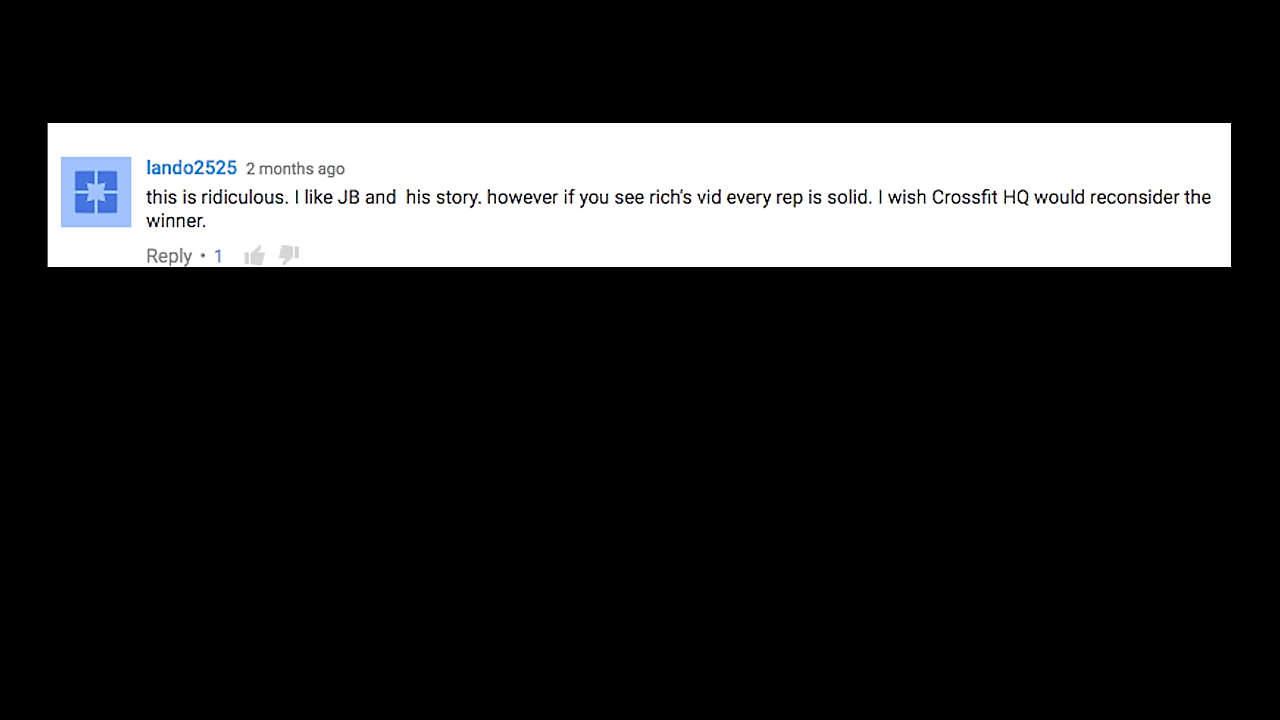 lando2525 2 months ago
this is ridiculous. I like JB and  his story. however if you see rich's vid every rep is solid. I wish Crossfit HQ would reconsider the
winner.
Reply • 1